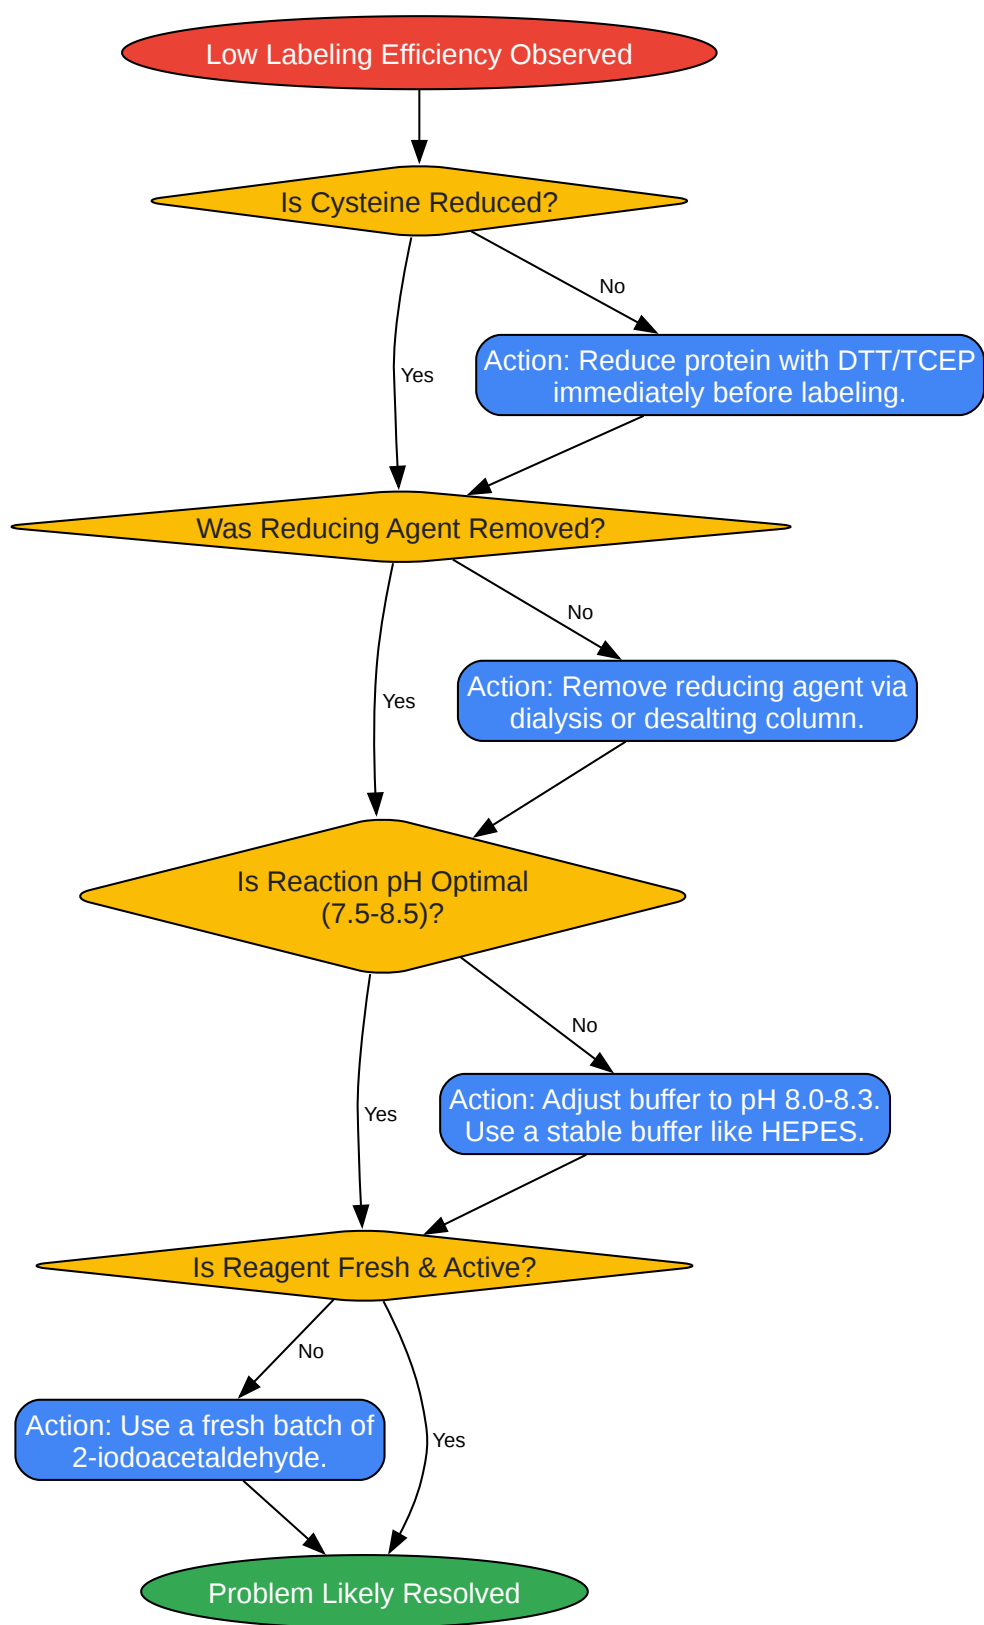 Low Labeling Efficiency Observed
Is Cysteine Reduced?
No
Action: Reduce protein with DTT/TCEP
immediately before labeling.
Yes
Was Reducing Agent Removed?
No
Action: Remove reducing agent via
dialysis or desalting column.
Yes
Is Reaction pH Optimal
(7.5-8.5)?
No
Action: Adjust buffer to pH 8.0-8.3.
Use a stable buffer like HEPES.
Yes
Is Reagent Fresh & Active?
No
Action: Use a fresh batch of
2-iodoacetaldehyde.
Yes
Problem Likely Resolved